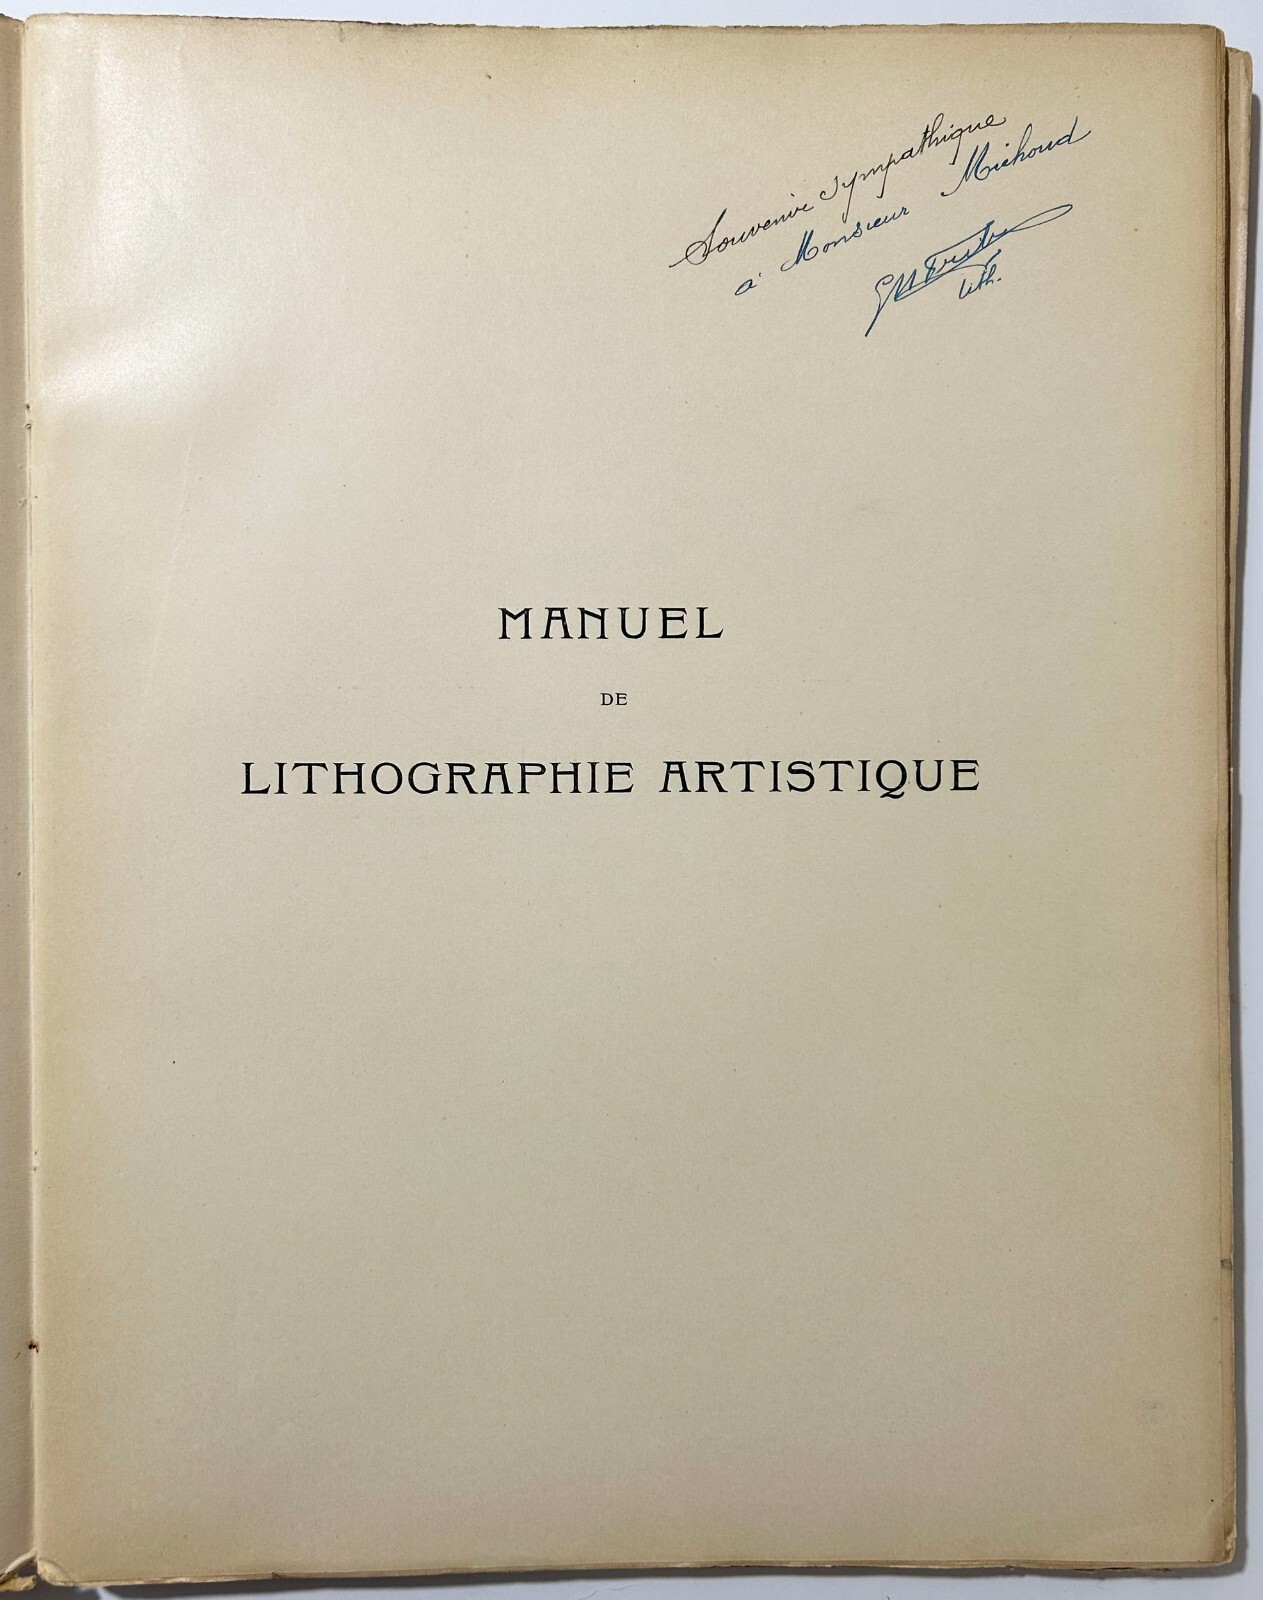 Souvenir sympathique
à Monsieur Michoud
lith.
MANUEL
DE
LITHOGRAPHIE ARTISTIQUE